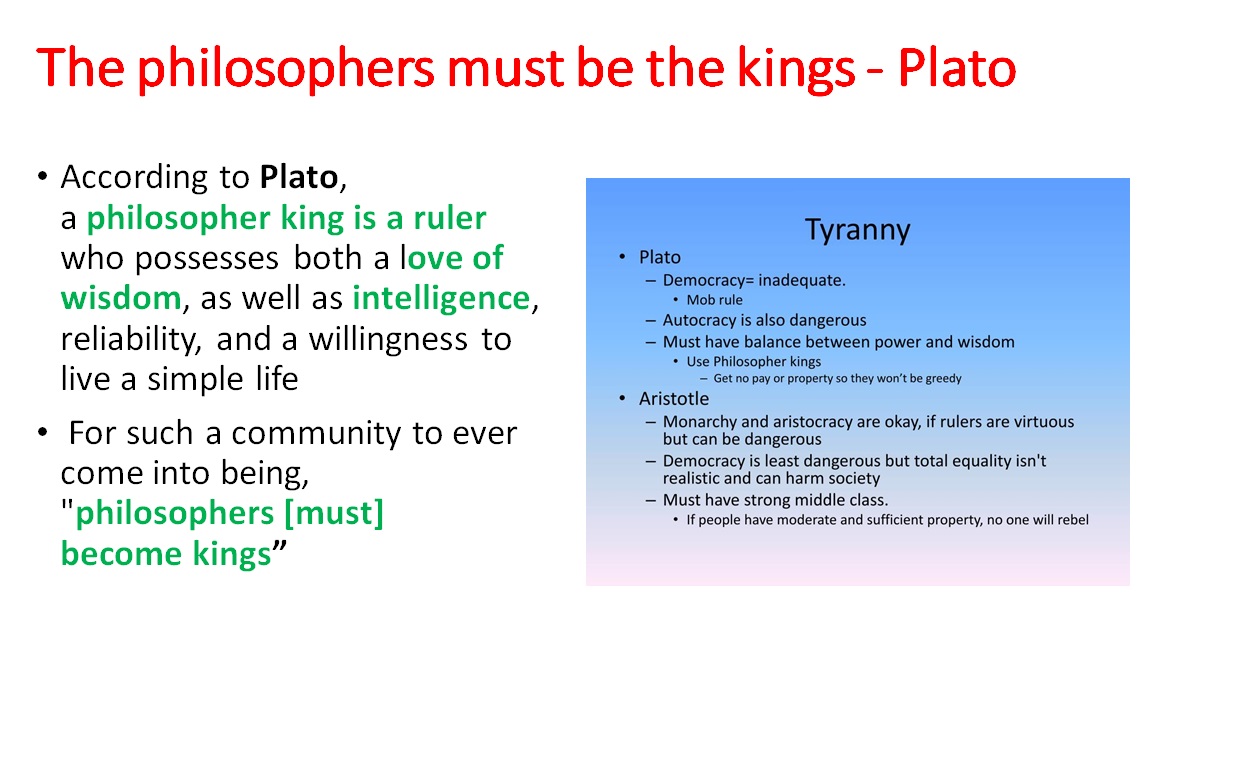 The philosophers must be the kings - Plato
• According to Plato,
a philosopher king is a ruler
who possesses both a love of
wisdom, as well as intelligence,
reliability, and a willingness to
live a simple life
• For such a community to ever
come into being,
"philosophers [must]
become kings”
Tyranny
• Plato
– Democracy= inadequate.
• Mob rule
– Autocracy is also dangerous
– Must have balance between power and wisdom
• Use Philosopher kings
– Get no pay or property so they won’t be greedy
• Aristotle
– Monarchy and aristocracy are okay, if rulers are virtuous
but can be dangerous
– Democracy is least dangerous but total equality isn't
realistic and can harm society
– Must have strong middle class.
• If people have moderate and sufficient property, no one will rebel